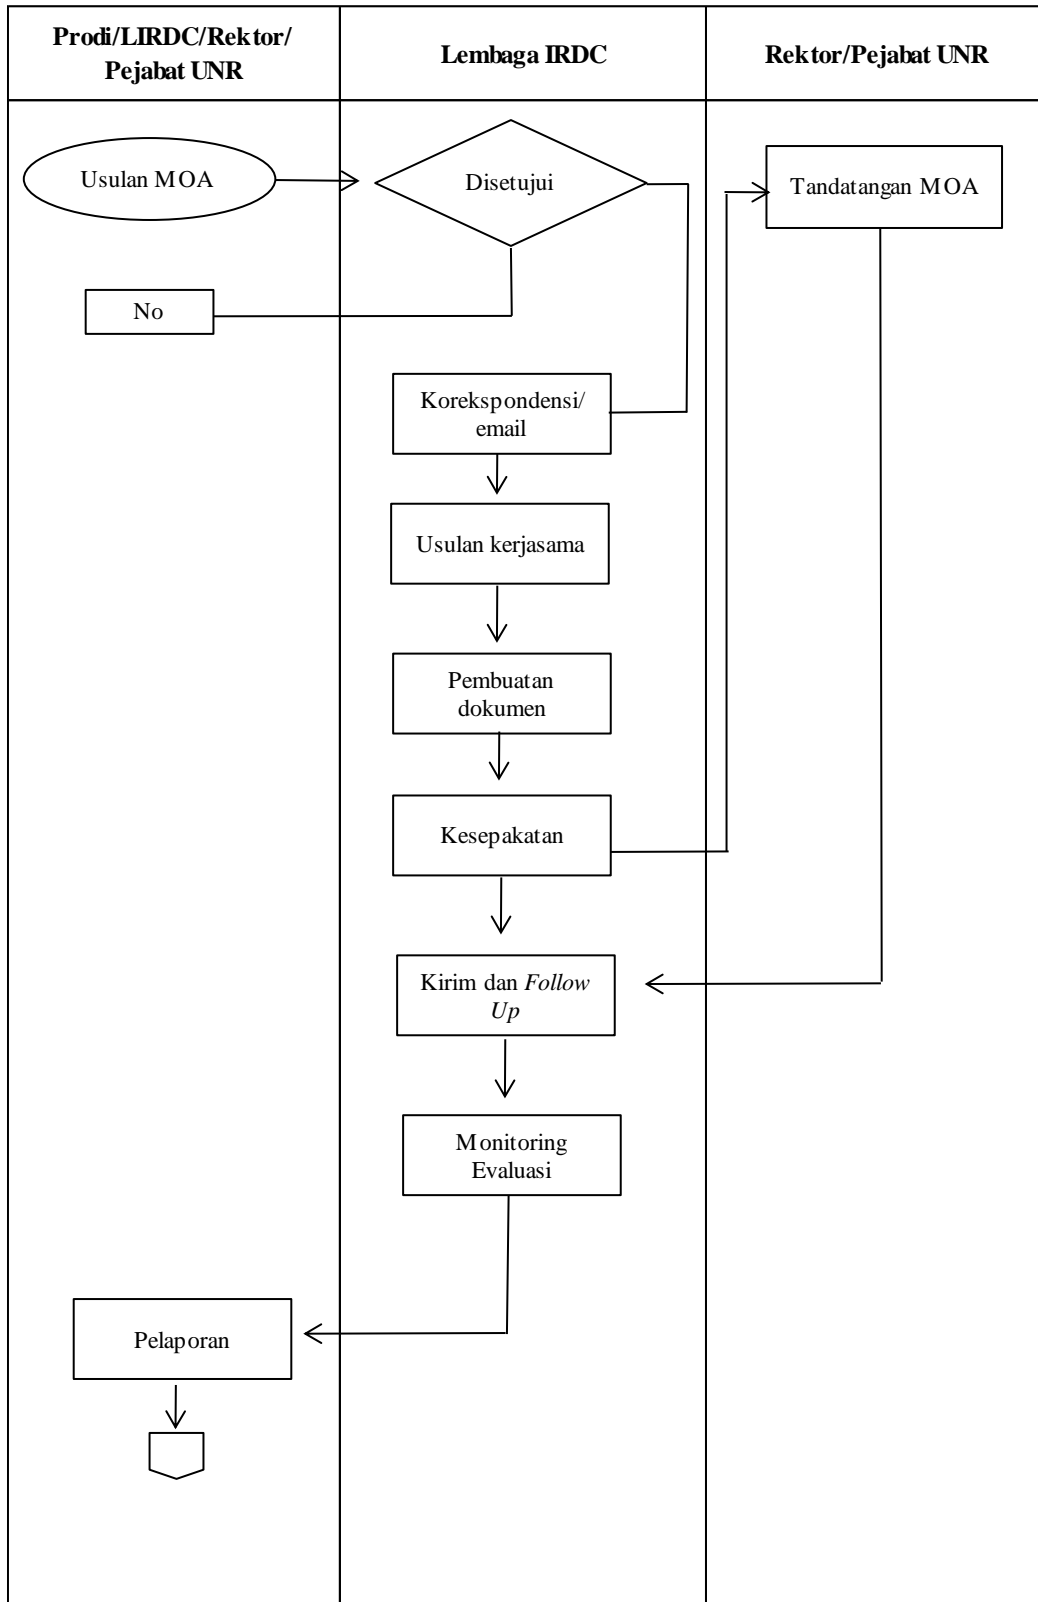 Prodi/LIRDC/Rektor/
Pejabat UNR
Lembaga IRDC
Rektor/Pejabat UNR
Usulan MOA
Disetujui
Tandatangan MOA
No
Korekspondensi/
email
Usulan kerjasama
Pembuatan
dokumen
Kesepakatan
Kirim dan Follow
Up
Monitoring
Evaluasi
Pelaporan